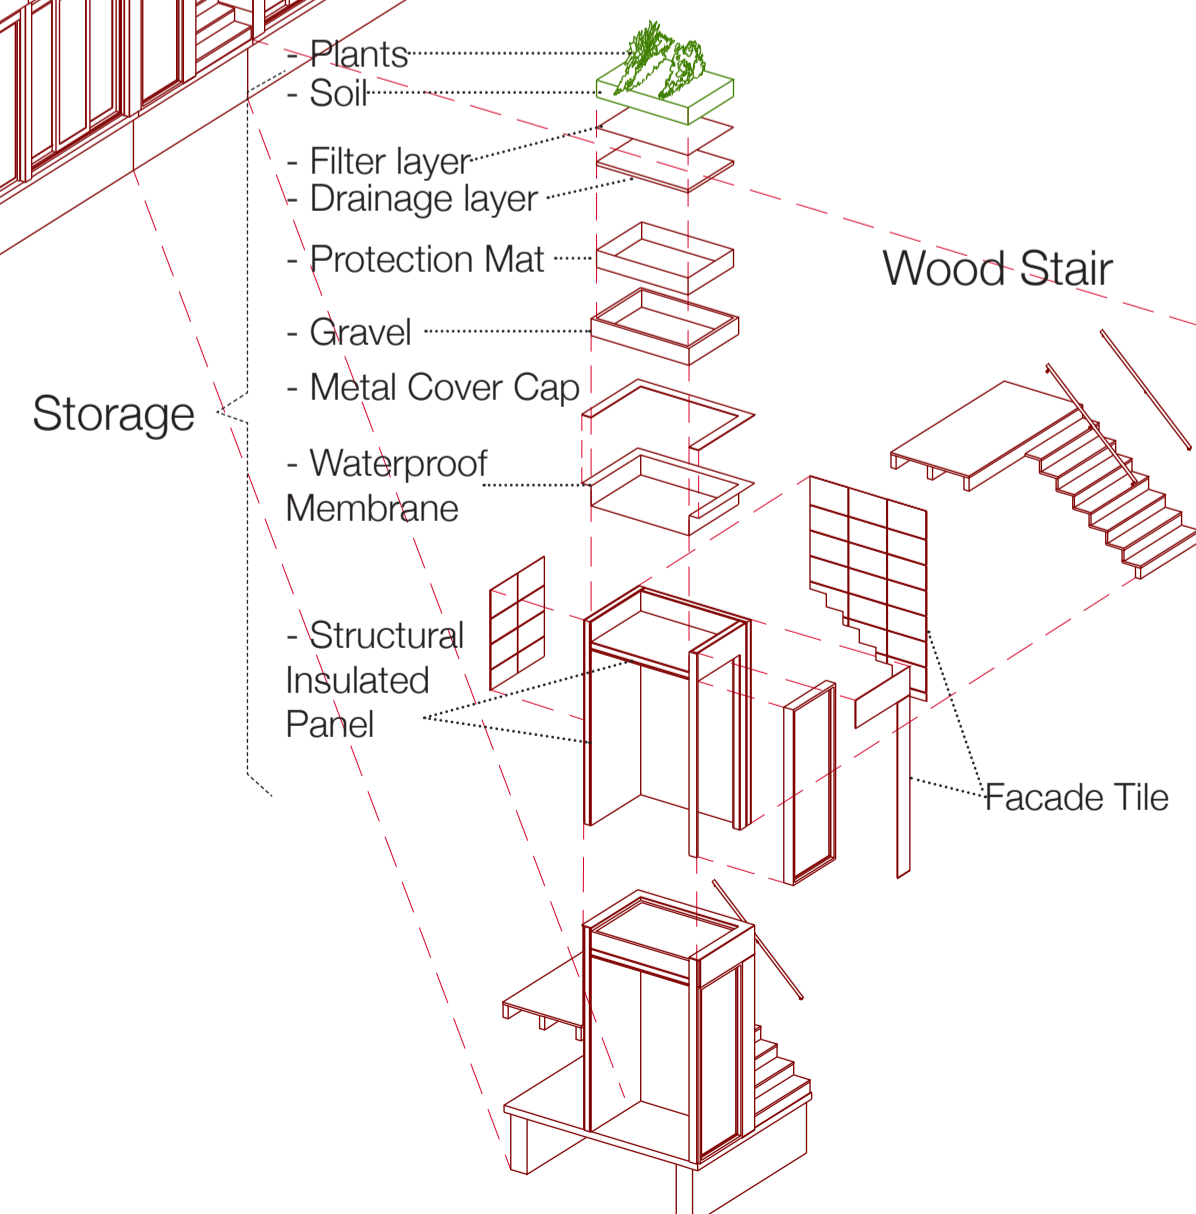 - Plants
- Soil
- Filter layer
- Drainage layer
- Protection Mat
Wood Stair
- Gravel
- Metal Cover Cap
Storage
- Waterproof
Membrane
- Structural
Insulated
Panel
Facade Tile